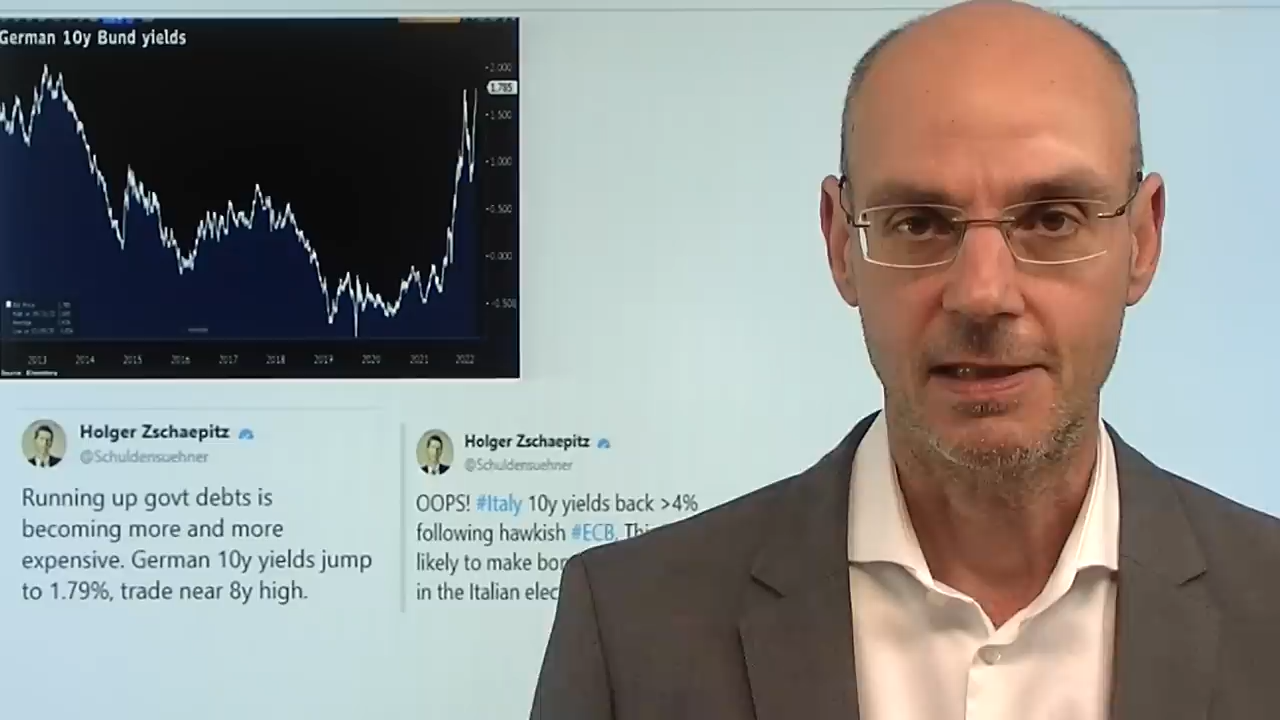 German 10y Bund yields
2.000
1.785
1.500
1.000
0.500
0.000
-0.500
2013 2014 2015 2016 2017 2018 2019 2020 2021 2022
Source: Bloomberg
Holger Zschaepitz
@Schuldensuehner
Running up govt debts is
becoming more and more
expensive. German 10y yields jump
to 1.79%, trade near 8y high.
Holger Zschaepitz
@Schuldensuehner
OOPS! #Italy 10y yields back >4%
following hawkish #ECB.
likely to make
in the Italian